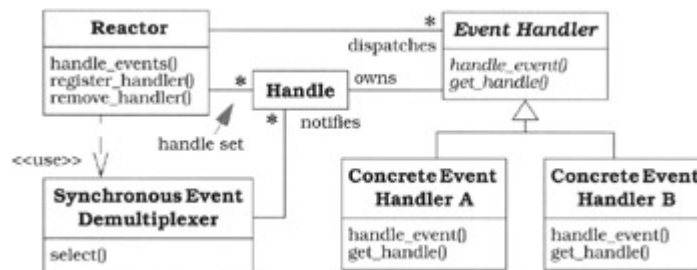 Reactor
handle_events()
register_handler()
remove_handler()
*
dispatches
Event Handler
handle_event()
get_handle()
*
Handle
owns
handle set
*
notifies
<<use>>
Synchronous Event
Demultiplexer
select()
Concrete Event
Handler A
handle_event()
get_handle()
Concrete Event
Handler B
handle_event()
get_handle()